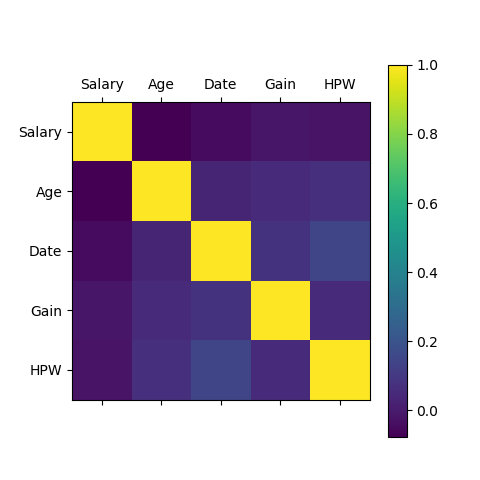 Salary Age Date Gain HPW
Salary
Age
Date
Gain
HPW
1.0
0.8
0.6
0.4
0.2
0.0